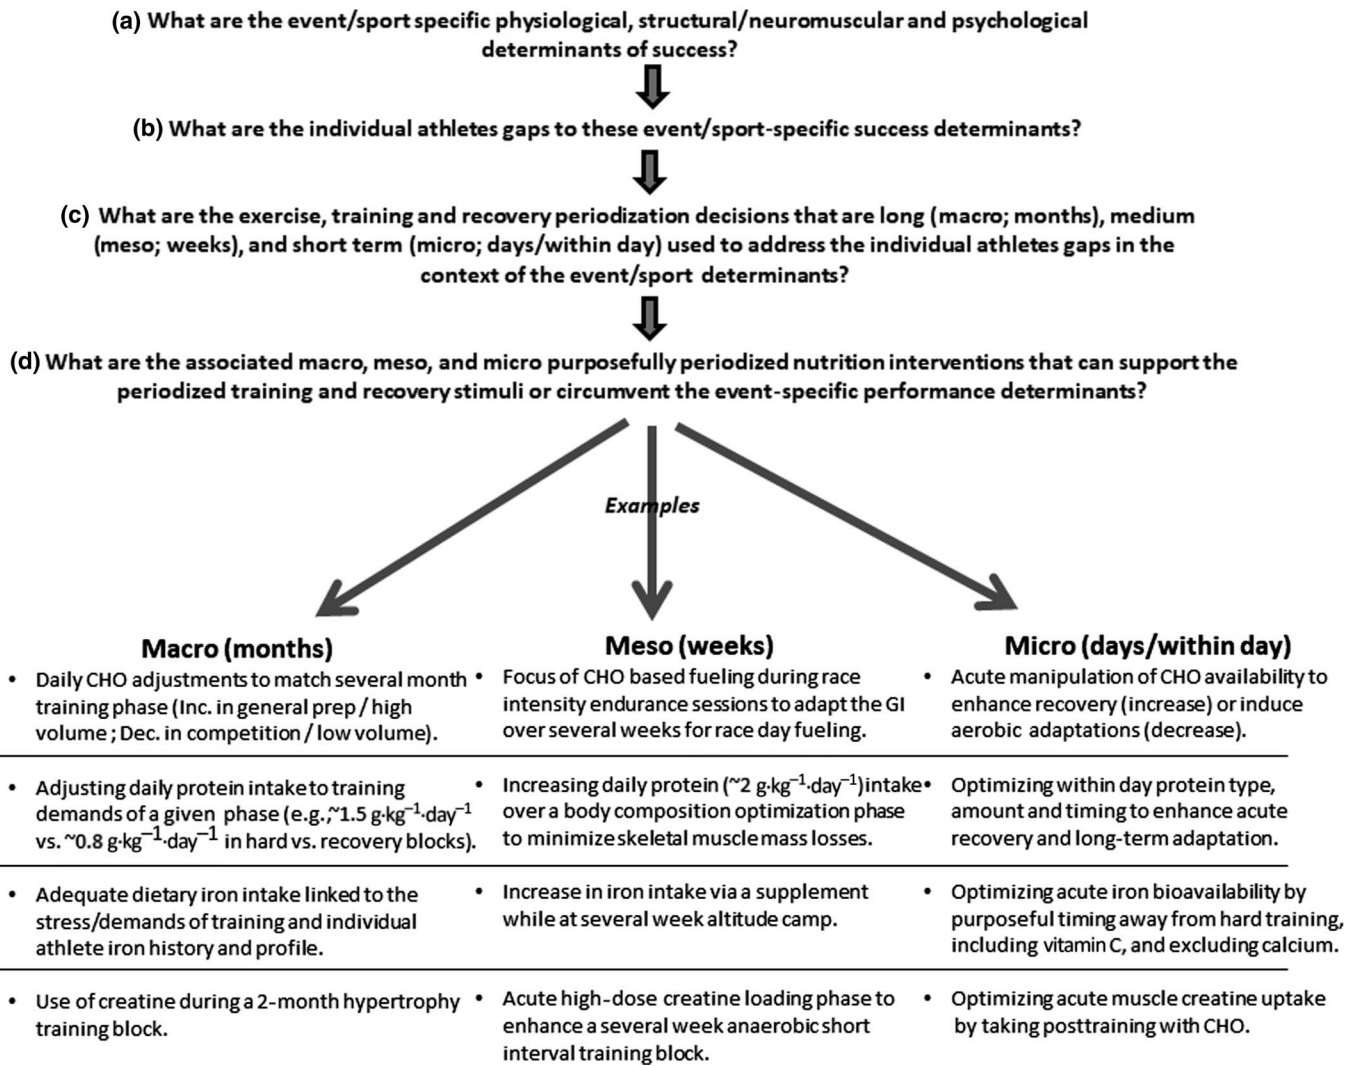 (a) What are the event/sport specific physiological, structural/neuromuscular and psychological
determinants of success?
(b) What are the individual athletes gaps to these event/sport-specific success determinants?
(c) What are the exercise, training and recovery periodization decisions that are long (macro; months), medium
(meso; weeks), and short term (micro; days/within day) used to address the individual athletes gaps in the
context of the event/sport determinants?
(d) What are the associated macro, meso, and micro purposefully periodized nutrition interventions that can support the
periodized training and recovery stimuli or circumvent the event-specific performance determinants?
Examples
Macro (months)
• Daily CHO adjustments to match several month
training phase (Inc. in general prep / high
volume ; Dec. in competition / low volume).
• Adjusting daily protein intake to training
demands of a given phase (e.g.,~1.5 g·kg⁻¹·day⁻¹
vs. ~0.8 g·kg⁻¹·day⁻¹ in hard vs. recovery blocks).
• Adequate dietary iron intake linked to the
stress/demands of training and individual
athlete iron history and profile.
• Use of creatine during a 2-month hypertrophy
training block.
Meso (weeks)
• Focus of CHO based fueling during race
intensity endurance sessions to adapt the GI
over several weeks for race day fueling.
• Increasing daily protein (~2 g·kg⁻¹·day⁻¹) intake
over a body composition optimization phase
to minimize skeletal muscle mass losses.
• Increase in iron intake via a supplement
while at several week altitude camp.
• Acute high-dose creatine loading phase to
enhance a several week anaerobic short
interval training block.
Micro (days/within day)
• Acute manipulation of CHO availability to
enhance recovery (increase) or induce
aerobic adaptations (decrease).
• Optimizing within day protein type,
amount and timing to enhance acute
recovery and long-term adaptation.
• Optimizing acute iron bioavailability by
purposeful timing away from hard training,
including vitamin C, and excluding calcium.
• Optimizing acute muscle creatine uptake
by taking posttraining with CHO.